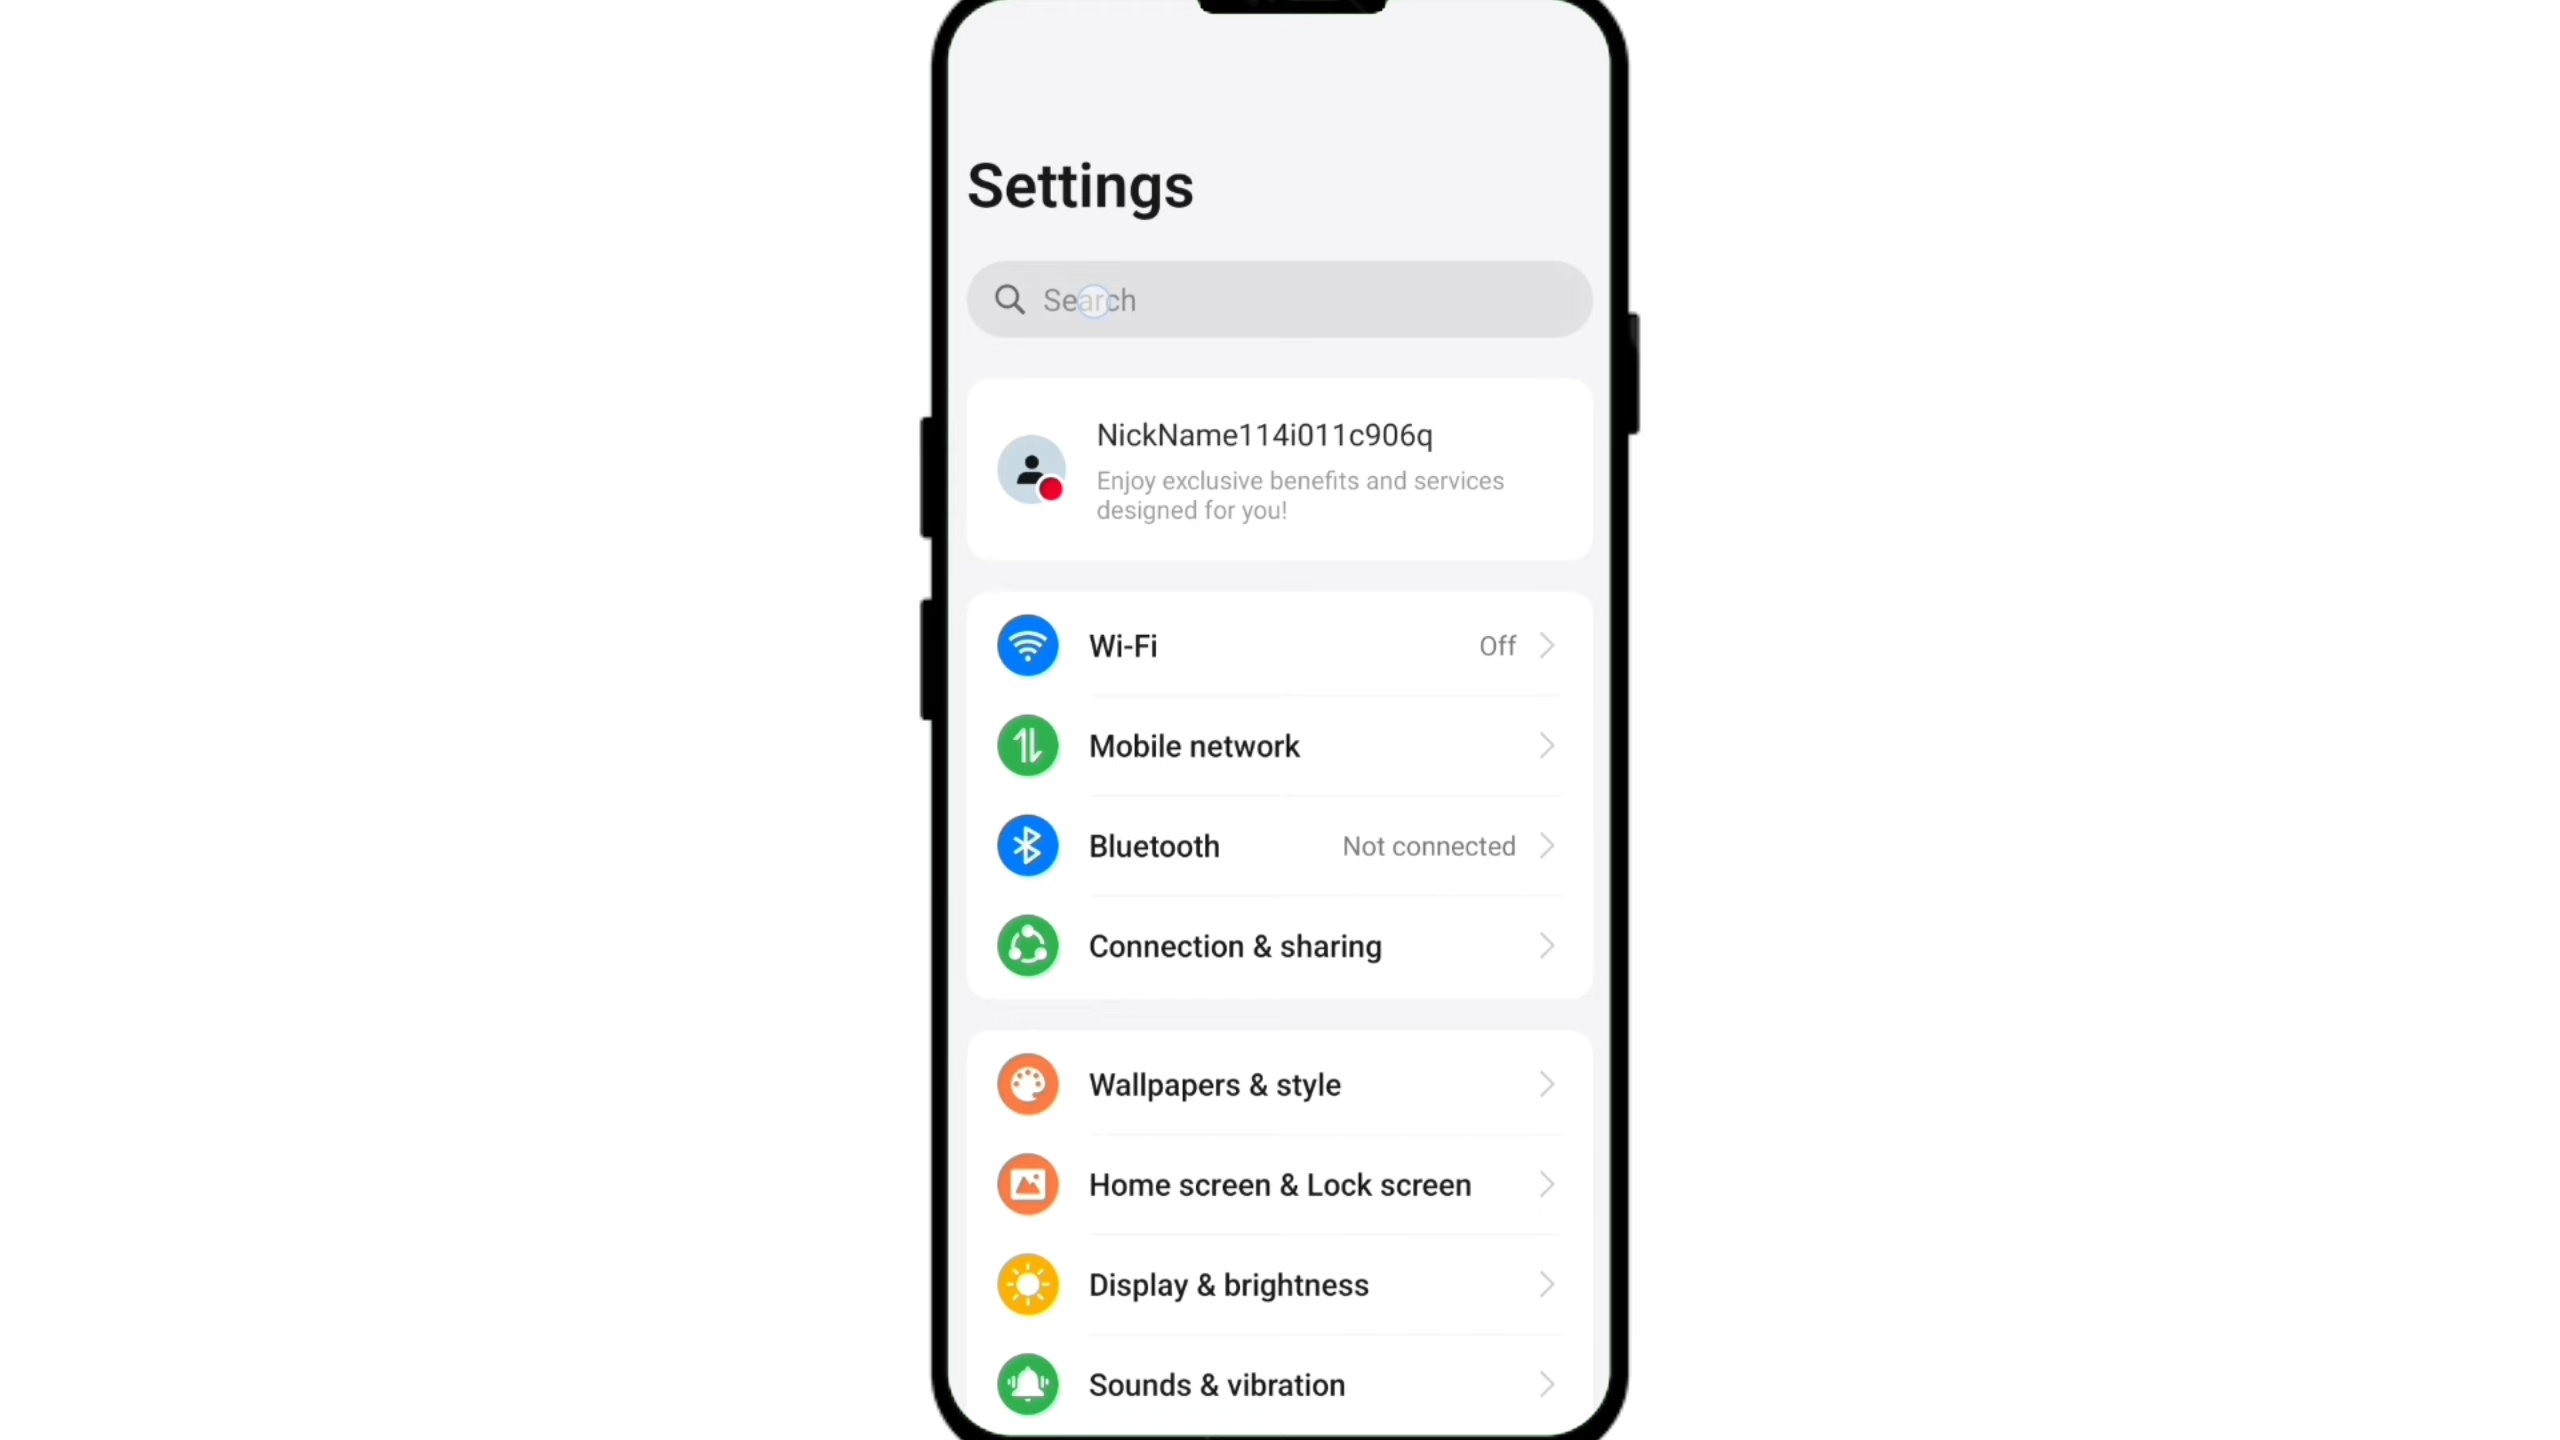 Settings
Search
NickName114i011c906q
Enjoy exclusive benefits and services
designed for you!
Wi-Fi Off
Mobile network
Bluetooth Not connected
Connection & sharing
Wallpapers & style
Home screen & Lock screen
Display & brightness
Sounds & vibration